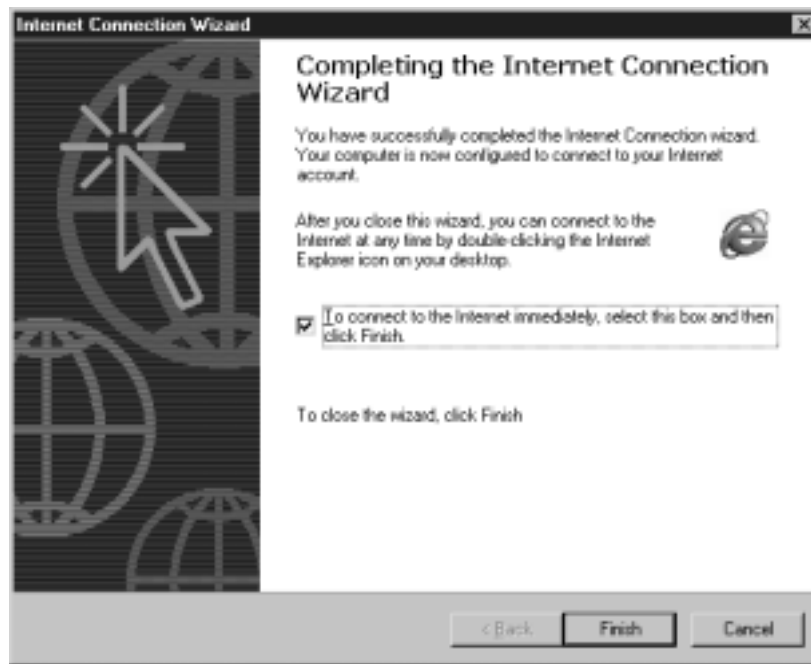 Internet Connection Wizard
Completing the Internet Connection
Wizard
You have successfully completed the Internet Connection wizard.
Your computer is now configured to connect to your Internet
account.
After you close this wizard, you can connect to the
Internet at any time by double-clicking the Internet
Explorer icon on your desktop.
To connect to the Internet immediately, select this box and then
click Finish.
To close the wizard, click Finish
< Back
Finish
Cancel